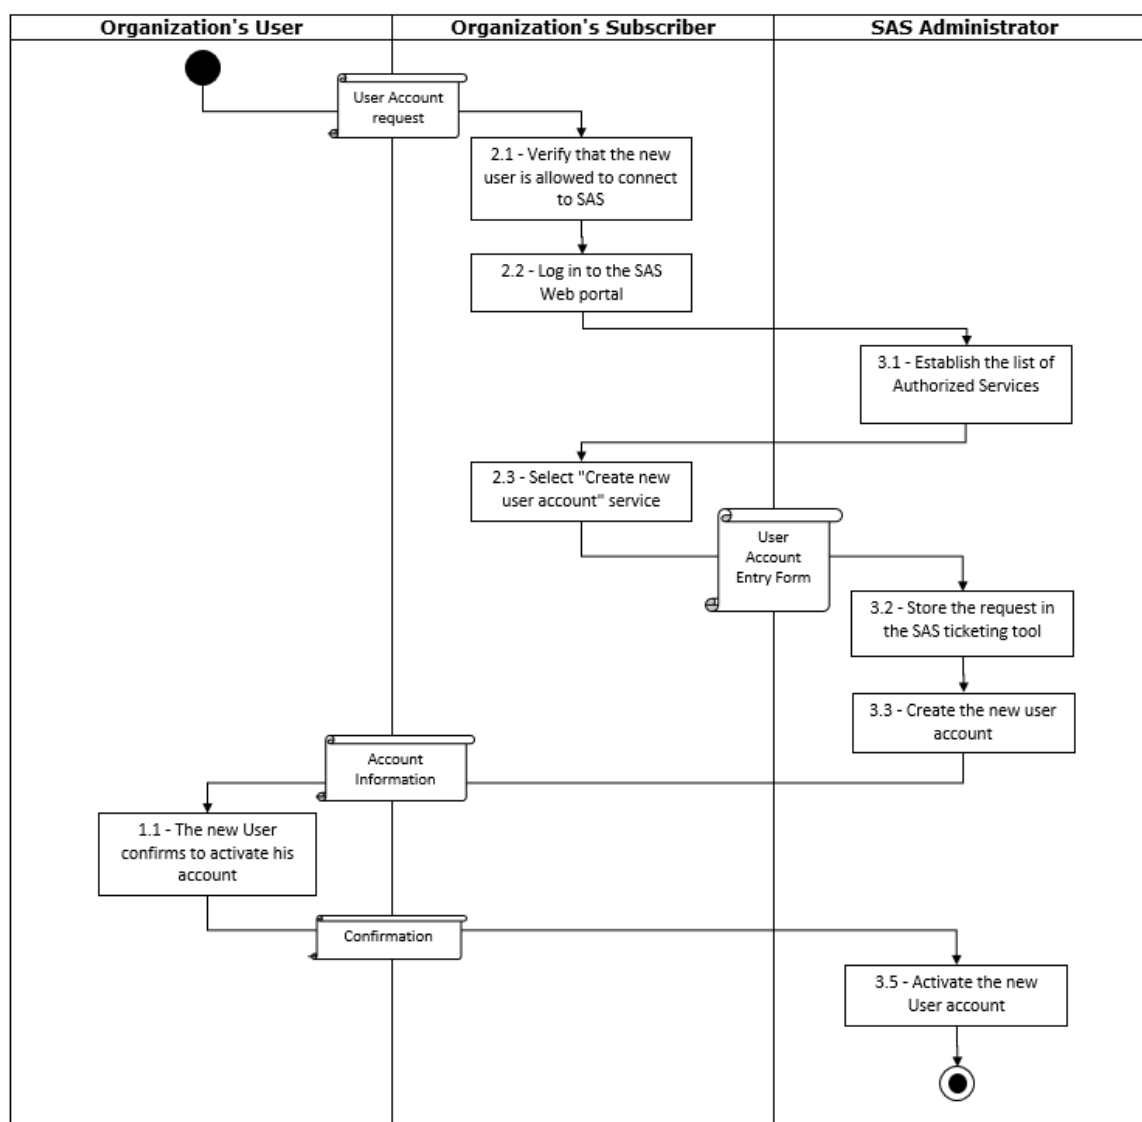 Organization's User
Organization's Subscriber
SAS Administrator
User Account
request
2.1 - Verify that the new
user is allowed to connect
to SAS
2.2 - Log in to the SAS
Web portal
3.1 - Establish the list of
Authorized Services
2.3 - Select "Create new
user account" service
User
Account
Entry Form
3.2 - Store the request in
the SAS ticketing tool
3.3 - Create the new user
account
Account
Information
1.1 - The new User
confirms to activate his
account
Confirmation
3.5 - Activate the new
User account